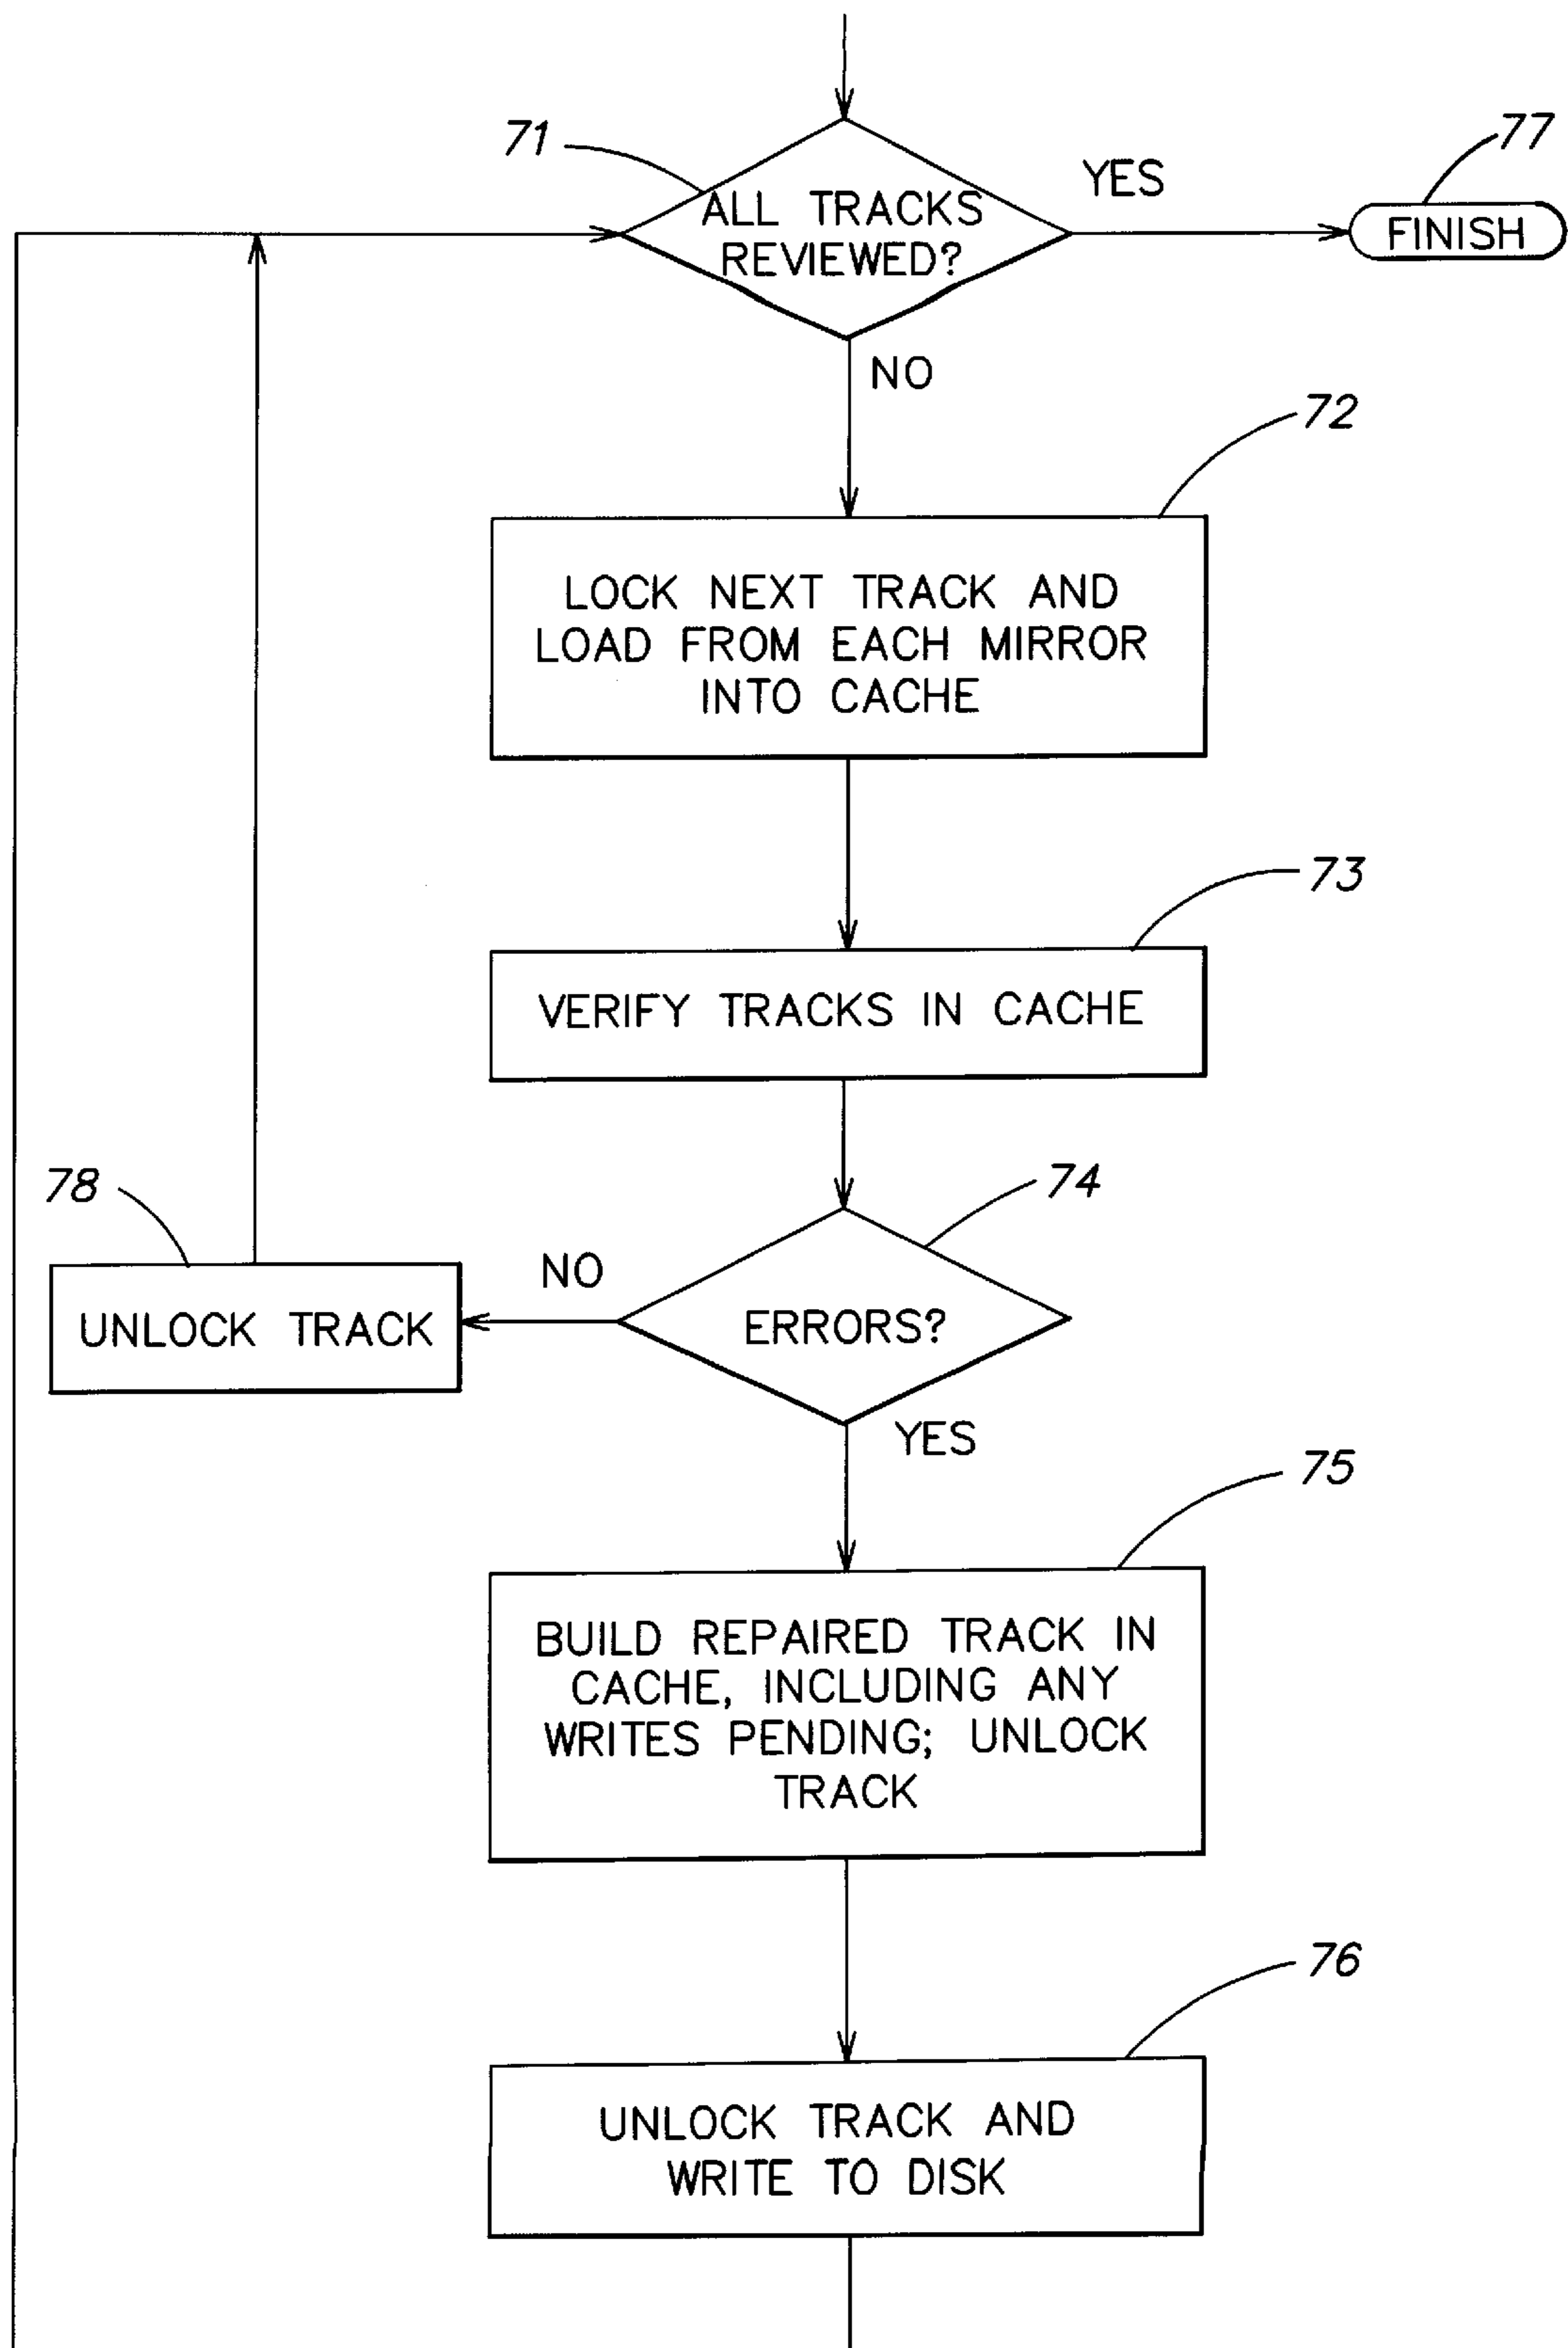 71
ALL TRACKS
REVIEWED?
YES
77
FINISH
NO
72
LOCK NEXT TRACK AND
LOAD FROM EACH MIRROR
INTO CACHE
73
VERIFY TRACKS IN CACHE
74
ERRORS?
NO
78
UNLOCK TRACK
YES
75
BUILD REPAIRED TRACK IN
CACHE, INCLUDING ANY
WRITES PENDING; UNLOCK
TRACK
76
UNLOCK TRACK AND
WRITE TO DISK